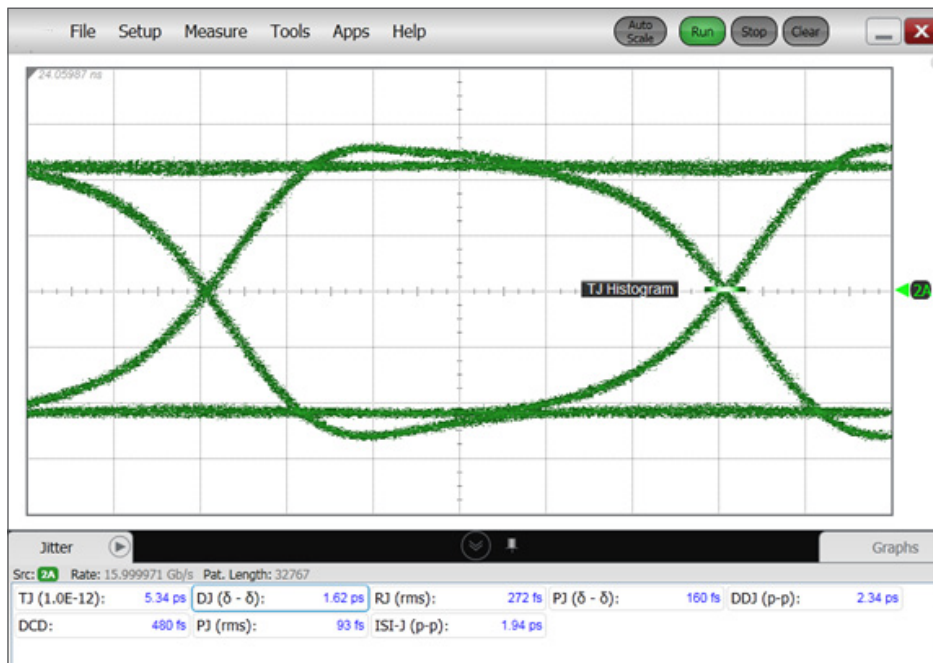 File Setup Measure Tools Apps Help Auto Scale Run Stop Clear
24.05987 ns
TJ Histogram
2A
Jitter Graphs
Src: 2A Rate: 15.999971 Gb/s Pat. Length: 32767
TJ (1.0E-12): 5.34 ps DJ (δ - δ): 1.62 ps RJ (rms): 272 fs PJ (δ - δ): 160 fs DDJ (p-p): 2.34 ps
DCD: 480 fs PJ (rms): 93 fs ISI-J (p-p): 1.94 ps